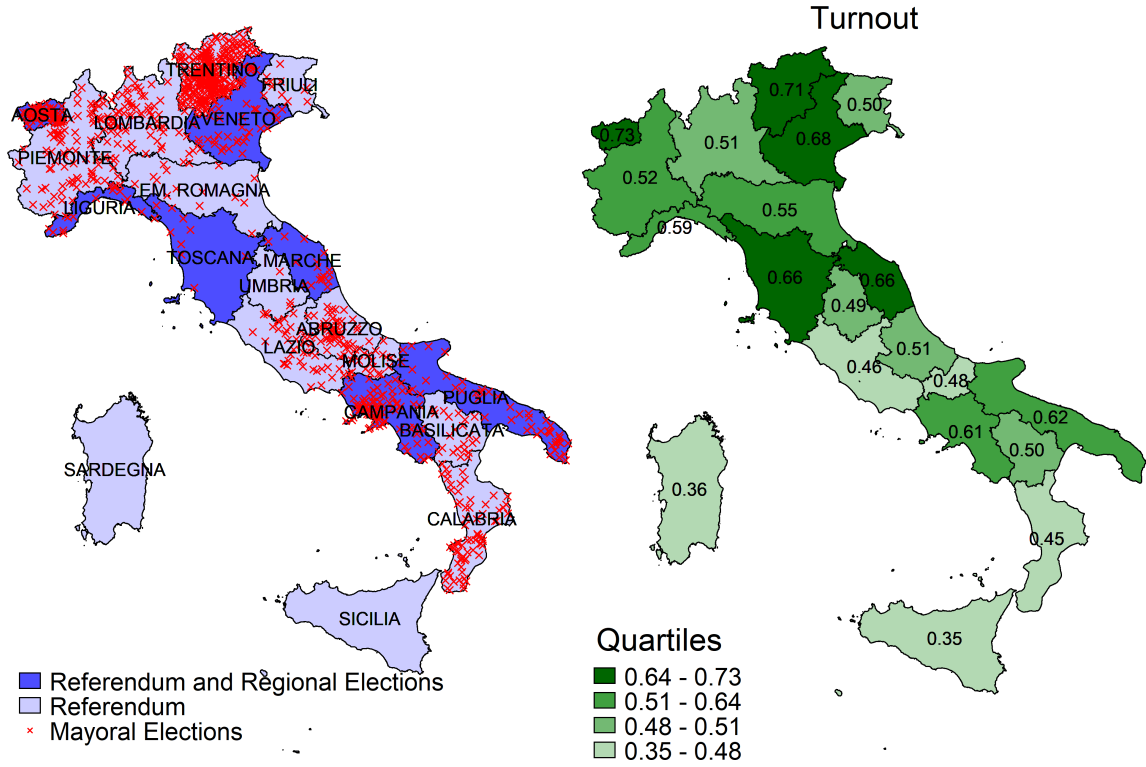 TRENTINO
FRIULI
AOSTA
LOMBARDIA
VENETO
PIEMONTE
EM. ROMAGNA
LIGURIA
TOSCANA
MARCHE
UMBRIA
ABRUZZO
LAZIO
MOLISE
PUGLIA
CAMPANIA
BASILICATA
SARDEGNA
CALABRIA
SICILIA
Referendum and Regional Elections
Referendum
Mayoral Elections
Turnout
0.71
0.50
0.73
0.68
0.51
0.52
0.55
0.59
0.66
0.66
0.49
0.51
0.46
0.48
0.62
0.61
0.50
0.36
0.45
0.35
Quartiles
0.64 - 0.73
0.51 - 0.64
0.48 - 0.51
0.35 - 0.48